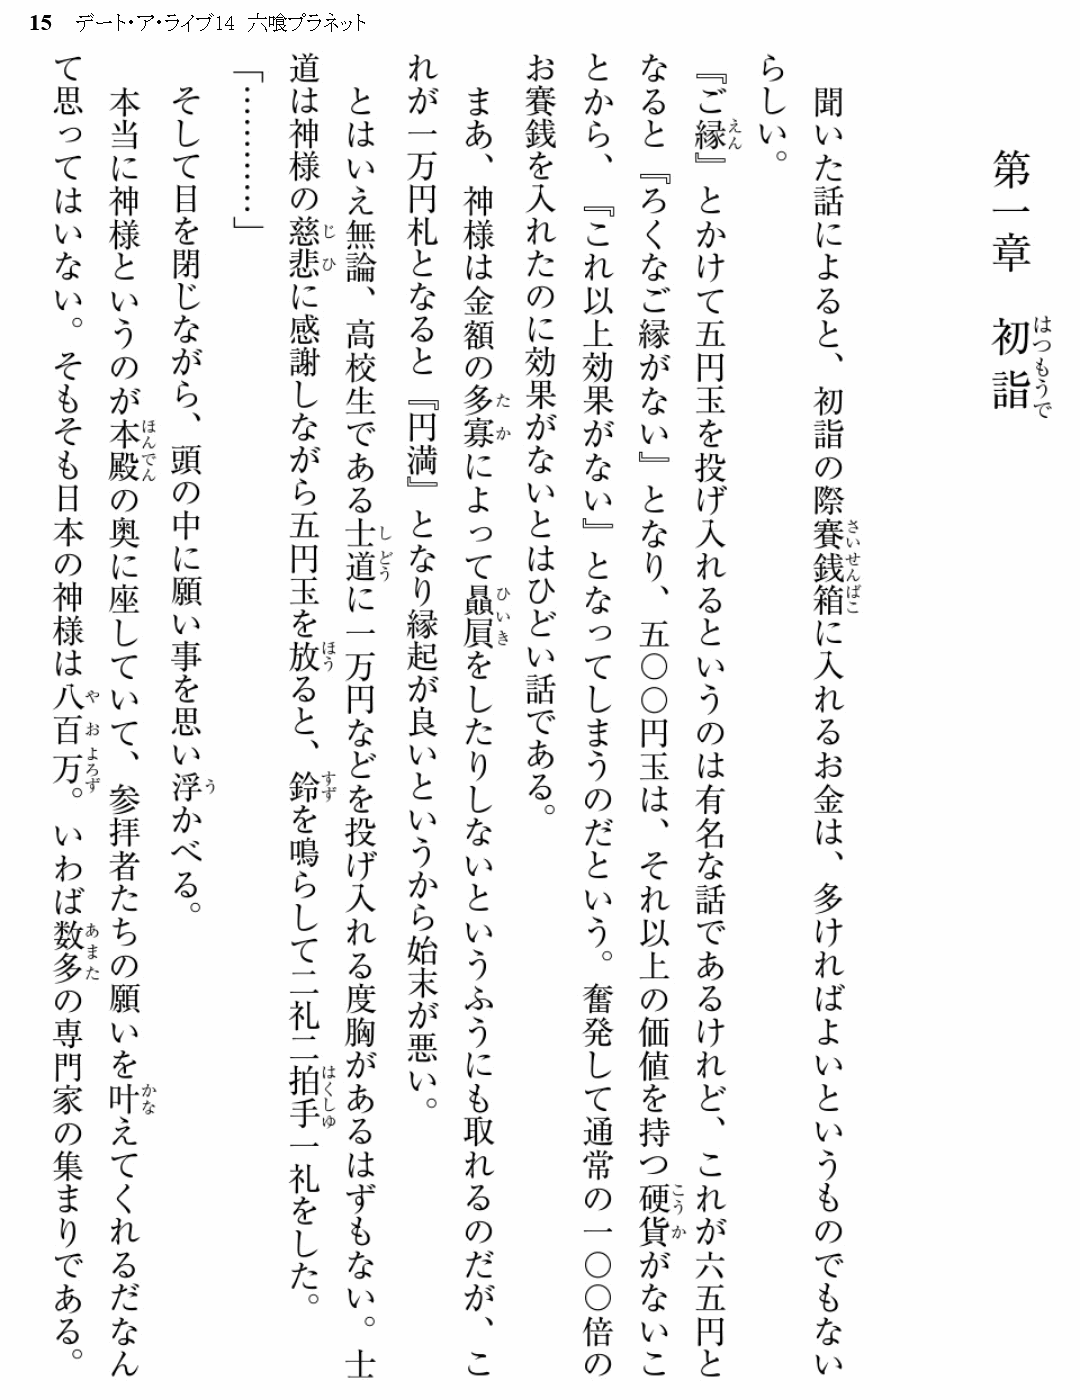 15　デート・ア・ライブ14　六喰プラネット
第一章　初詣
聞いた話によると、初詣の際賽銭箱に入れるお金は、多ければよいというものでもない
らしい。
『ご縁』とかけて五円玉を投げ入れるというのは有名な話であるけれど、これが六五円と
なると『ろくなご縁がない』となり、五〇〇円玉は、それ以上の価値を持つ硬貨がないこ
とから、『これ以上効果がない』となってしまうのだという。奮発して通常の一〇〇倍の
お賽銭を入れたのに効果がないとはひどい話である。
まあ、神様は金額の多寡によって贔屓をしたりしないというふうにも取れるのだが、こ
れが一万円札となると『円満』となり縁起が良いというから始末が悪い。
とはいえ無論、高校生である士道に一万円などを投げ入れる度胸があるはずもない。士
道は神様の慈悲に感謝しながら五円玉を放ると、鈴を鳴らして二礼二拍手一礼をした。
「…………」
そして目を閉じながら、頭の中に願い事を思い浮かべる。
本当に神様というのが本殿の奥に座していて、参拝者たちの願いを叶えてくれるだなん
て思ってはいない。そもそも日本の神様は八百万。いわば数多の専門家の集まりである。